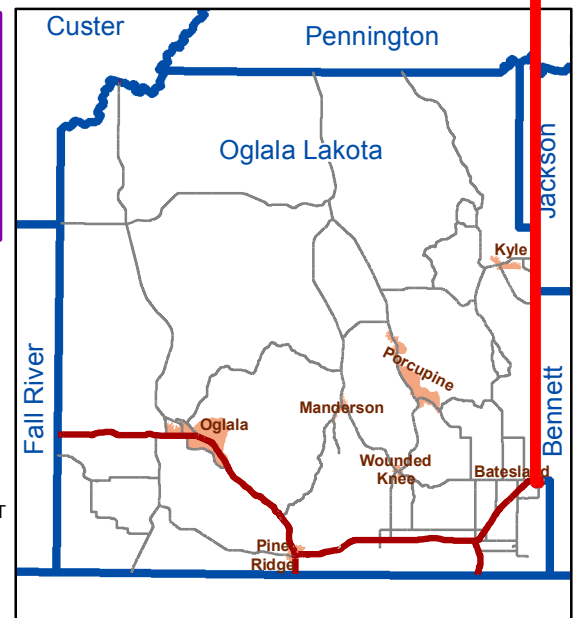 Custer
Pennington
Oglala Lakota
Jackson
Kyle
Porcupine
Fall River
Manderson
Oglala
Bennett
Wounded
Knee
Batesland
T
Pine
Ridge